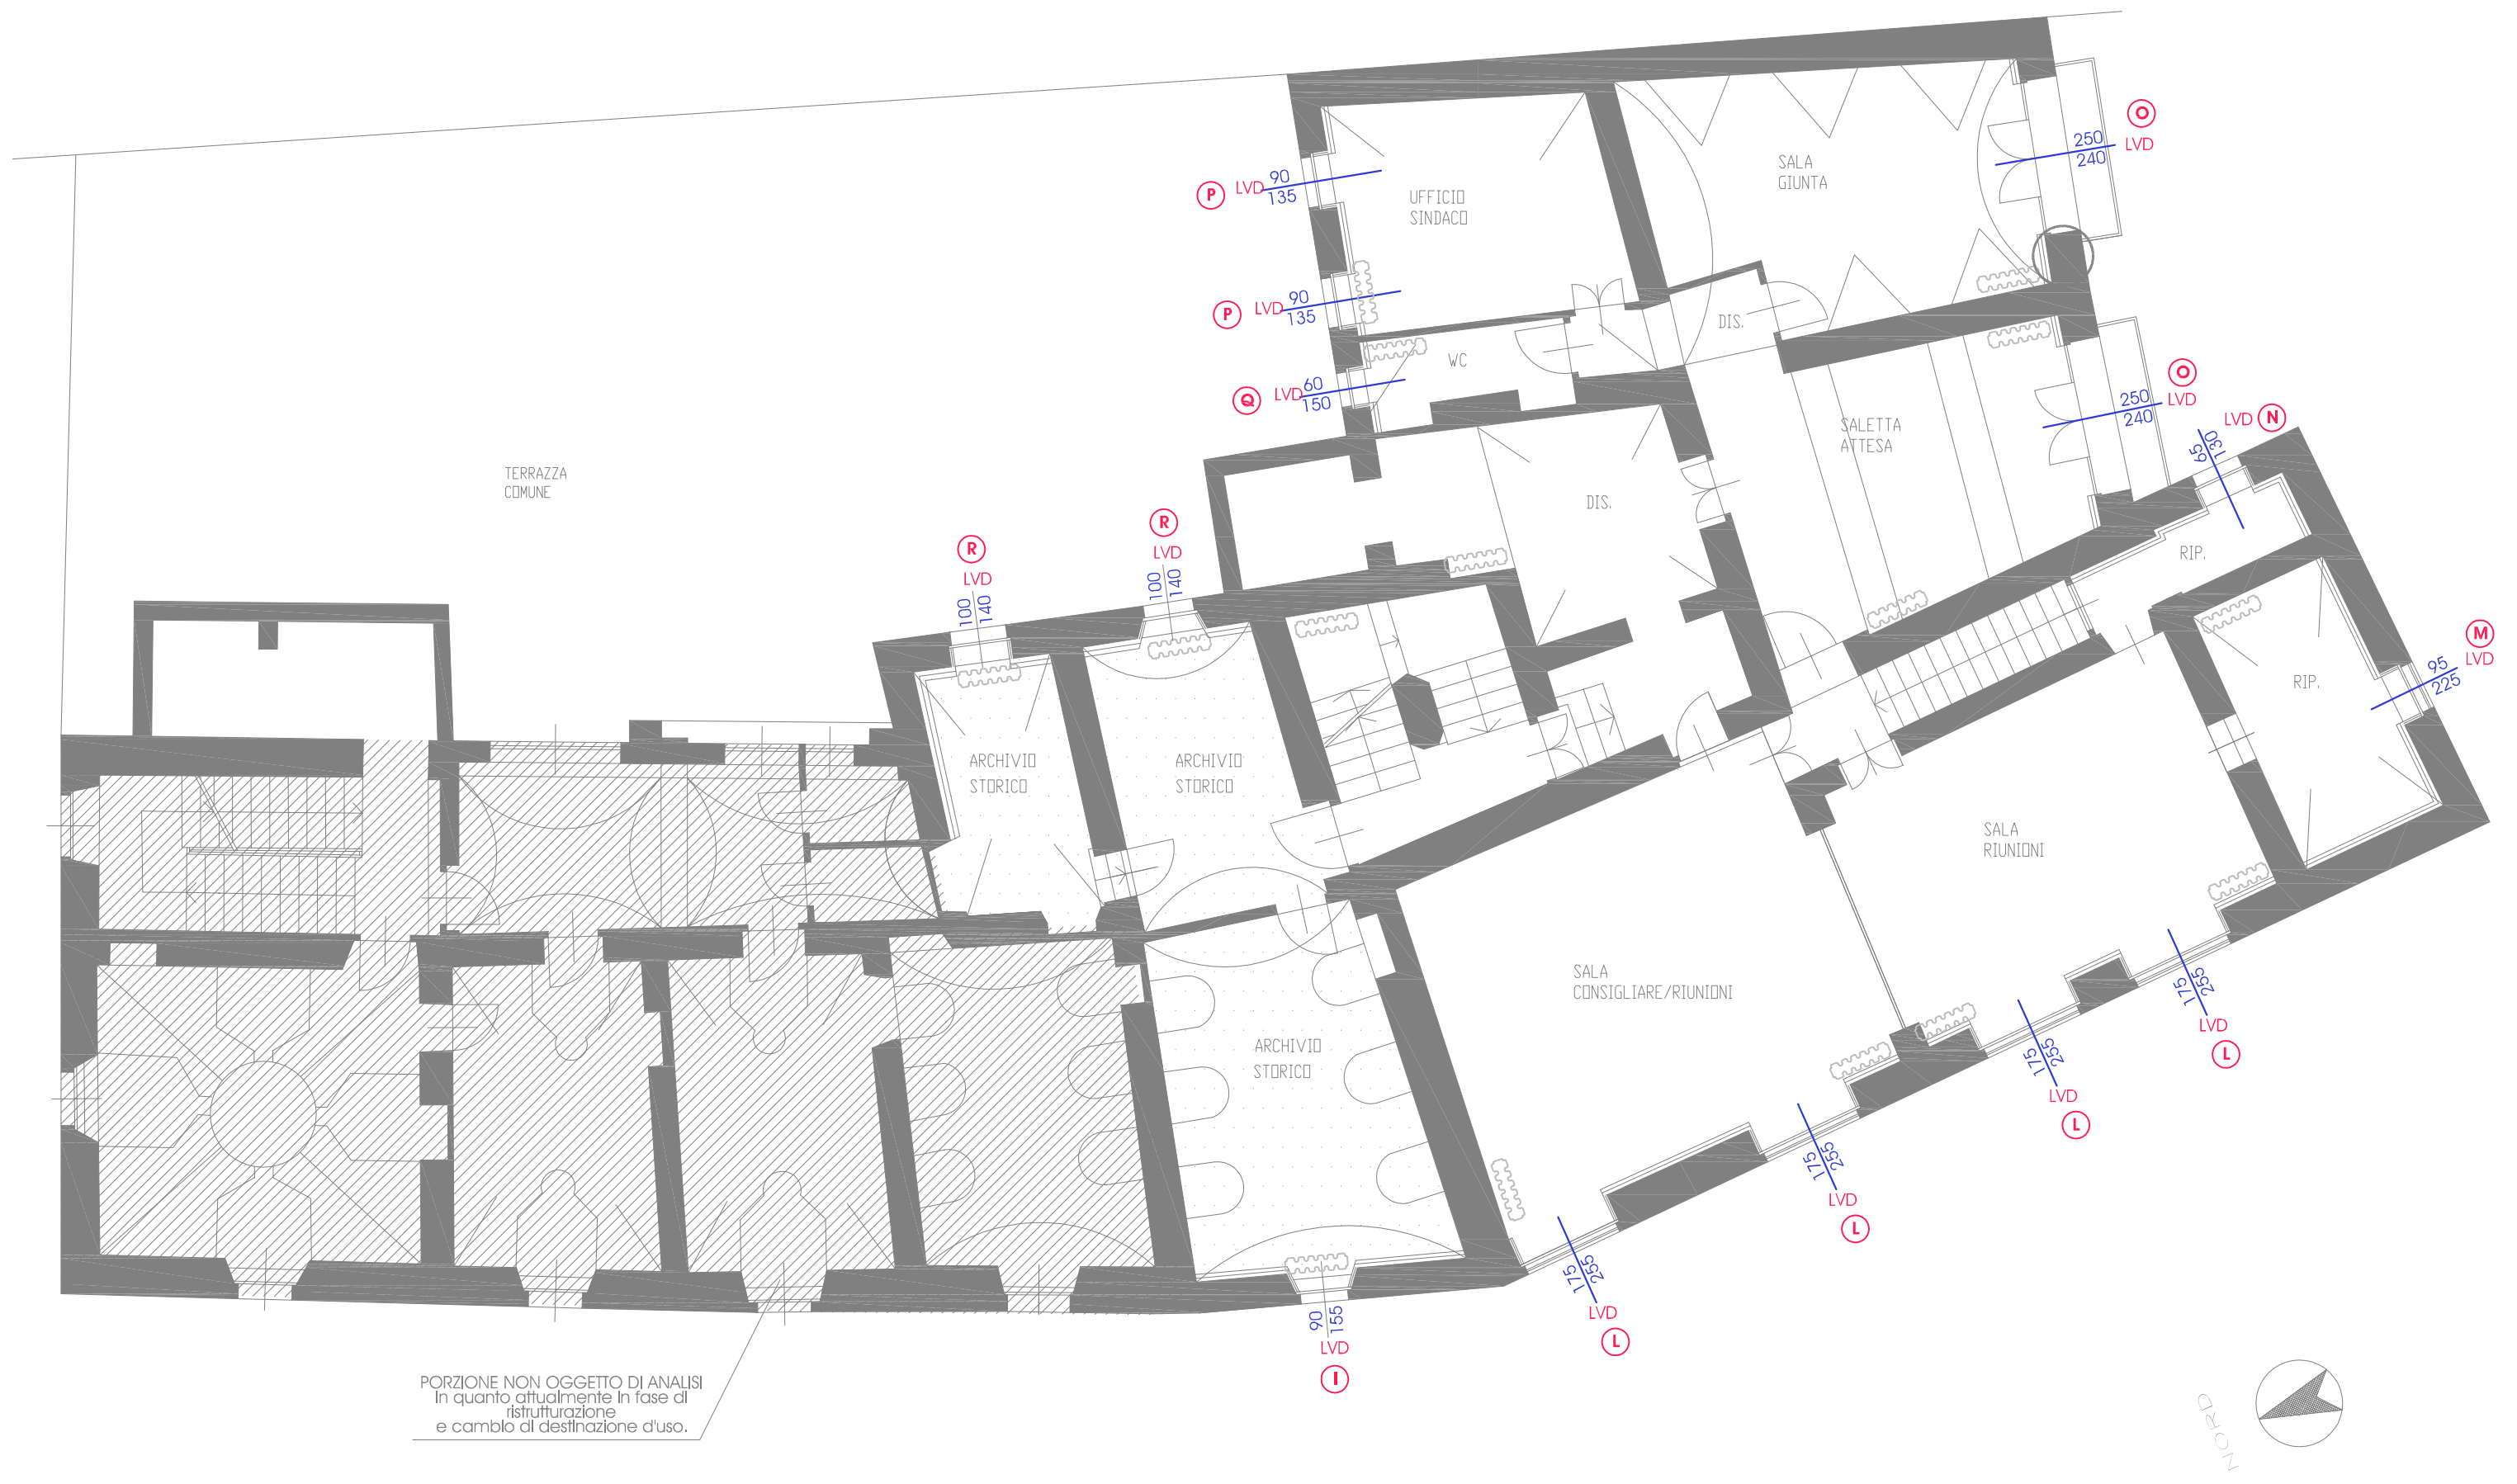 O
LVD
250
240
SALA
GIUNTA
P
LVD
90
135
UFFICIO
SINDACO
P
LVD
90
135
DIS.
WC
Q
LVD
60
150
O
LVD
250
240
SALETTA
ATTESA
LVD
N
65
130
TERRAZZA
COMUNE
DIS.
R
LVD
100
140
R
LVD
100
140
RIP.
M
LVD
95
225
RIP.
ARCHIVIO
STORICO
ARCHIVIO
STORICO
SALA
RIUNIONI
SALA
CONSIGLIARE/RIUNIONI
ARCHIVIO
STORICO
175
255
LVD
L
175
255
LVD
L
175
255
LVD
L
175
255
LVD
L
90
155
LVD
I
PORZIONE NON OGGETTO DI ANALISI
In quanto attualmente in fase di
ristrutturazione
e cambio di destinazione d'uso.
NORD